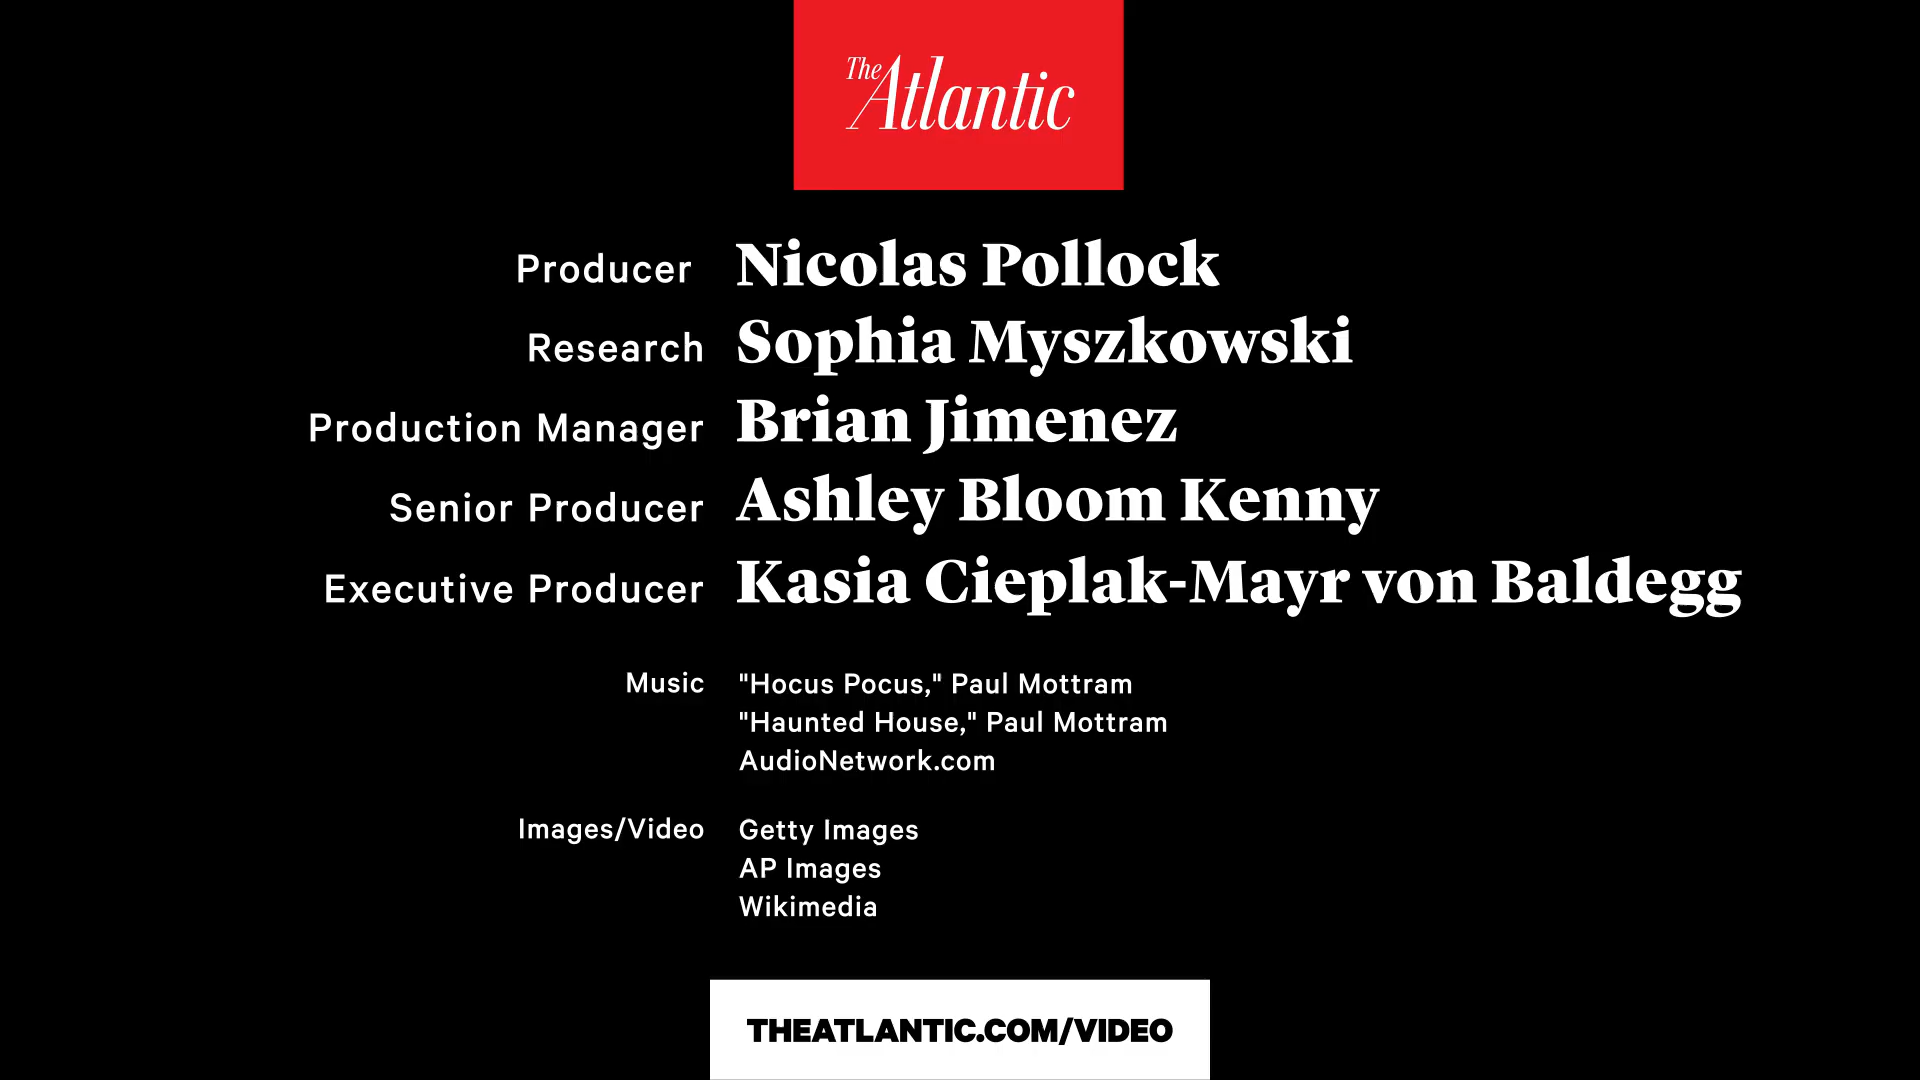 The Atlantic
Producer Nicolas Pollock
Research Sophia Myszkowski
Production Manager Brian Jimenez
Senior Producer Ashley Bloom Kenny
Executive Producer Kasia Cieplak-Mayr von Baldegg
Music "Hocus Pocus," Paul Mottram
"Haunted House," Paul Mottram
AudioNetwork.com
Images/Video Getty Images
AP Images
Wikimedia
THEATLANTIC.COM/VIDEO